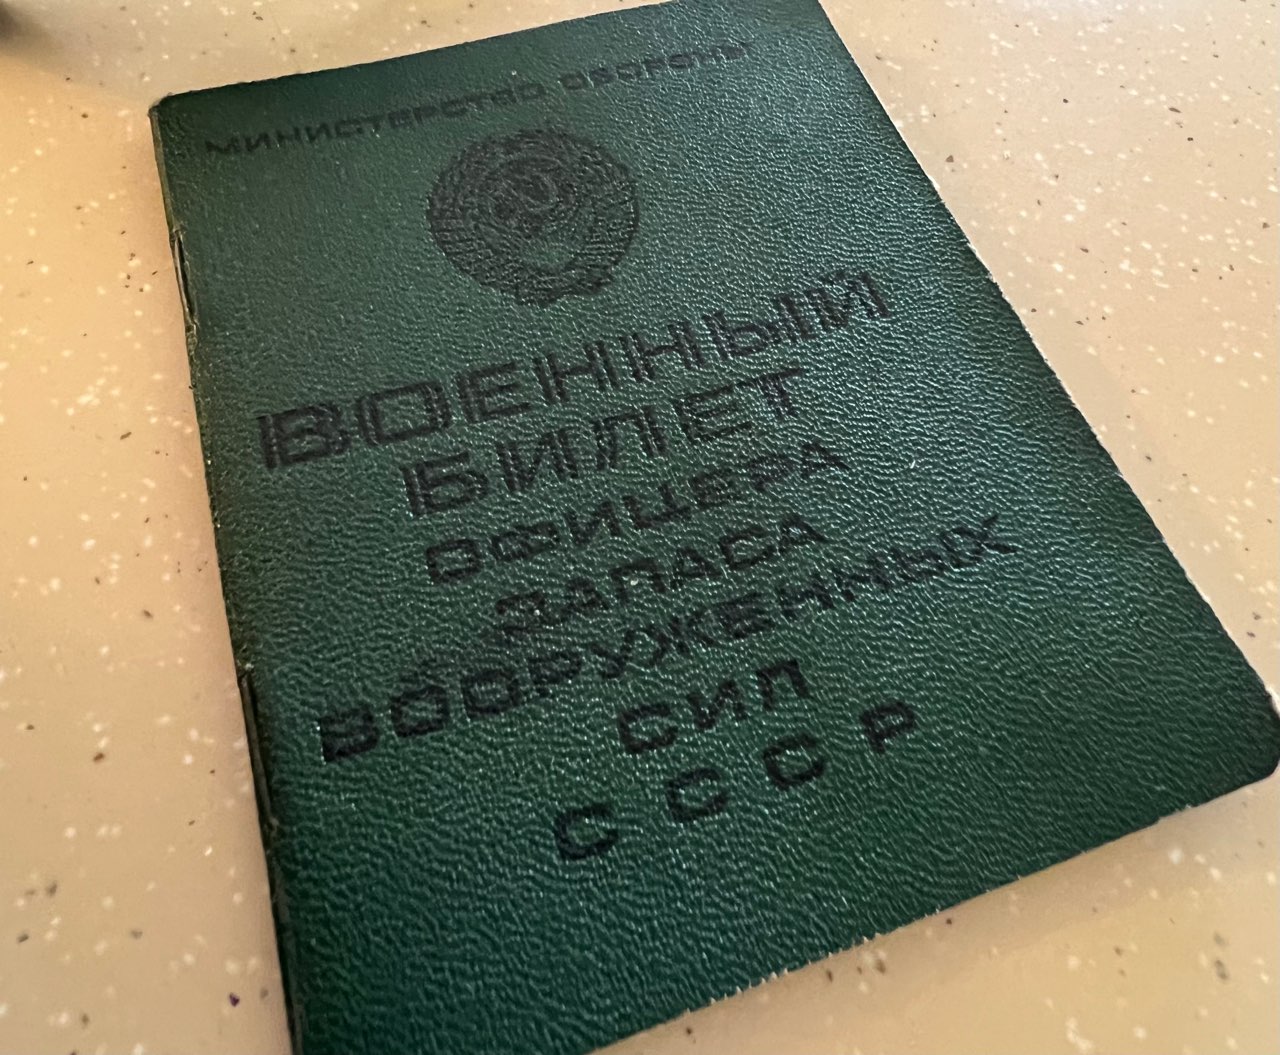 МИНИСТЕРСТВО ОБОРОНЫ
ВОЕННЫЙ
БИЛЕТ
ОФИЦЕРА
ЗАПАСА
ВООРУЖЕННЫХ
СИЛ
СССР